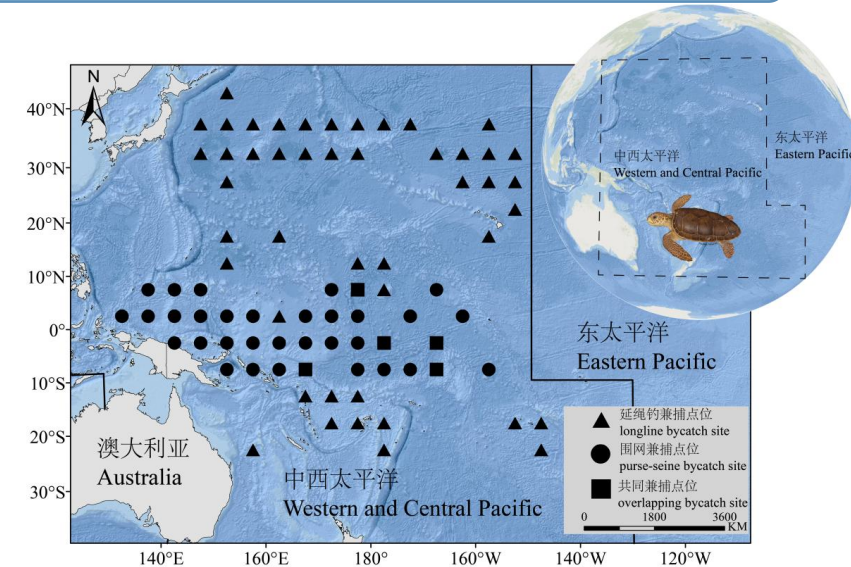 N
40°N
30°N
20°N
10°N
0°
10°S
20°S
30°S
140°E
160°E
180°
160°W
140°W
120°W
中西太平洋
Western and Central Pacific
东太平洋
Eastern Pacific
东太平洋
Eastern Pacific
澳大利亚
Australia
中西太平洋
Western and Central Pacific
延绳钓兼捕点位
longline bycatch site
围网兼捕点位
purse-seine bycatch site
共同兼捕点位
overlapping bycatch site
0 1800 3600
KM